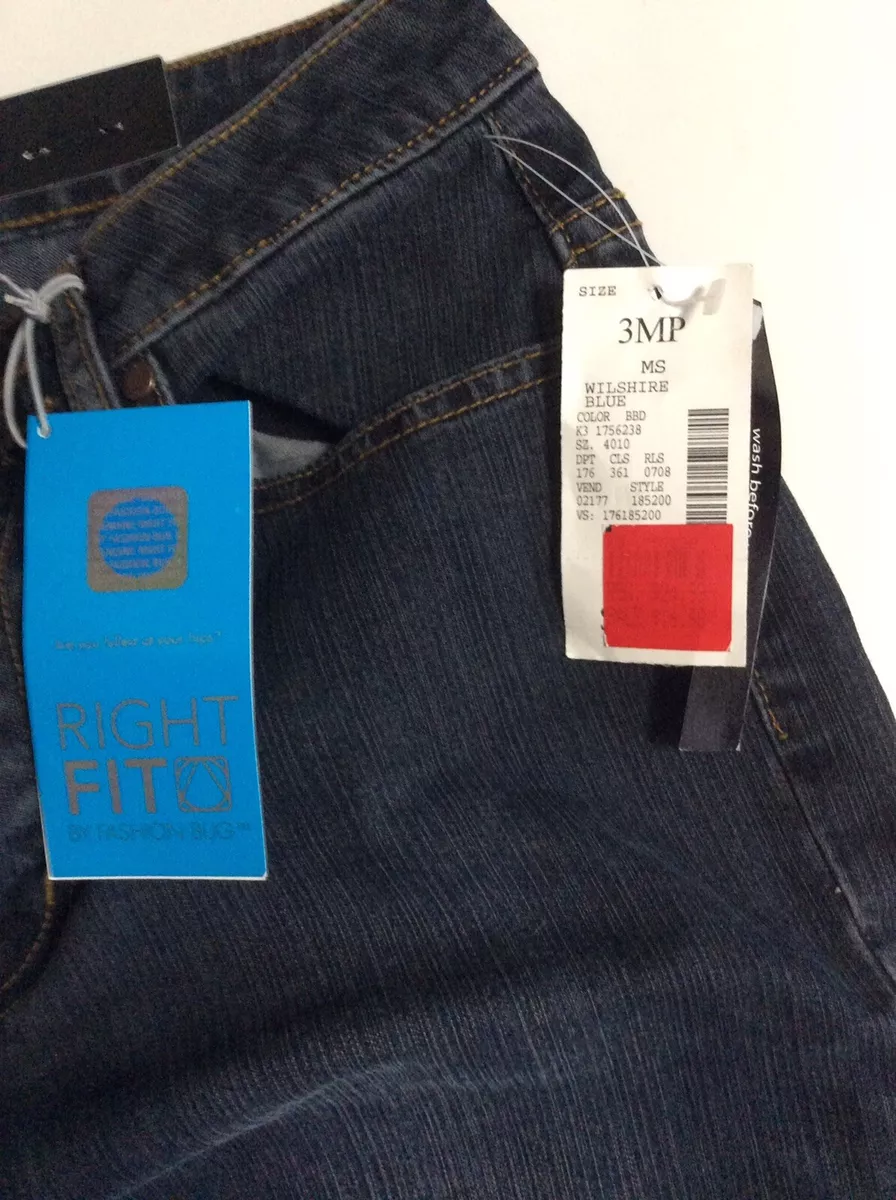 SIZE
3MP
MS
WILSHIRE
BLUE
COLOR BBD
K3 1756238
SZ. 4010
DPT CLS RLS
176 361 0708
VEND STYLE
02177 185200
VS: 176185200
wash before
RIGHT
FIT
BY FASHION BUG™